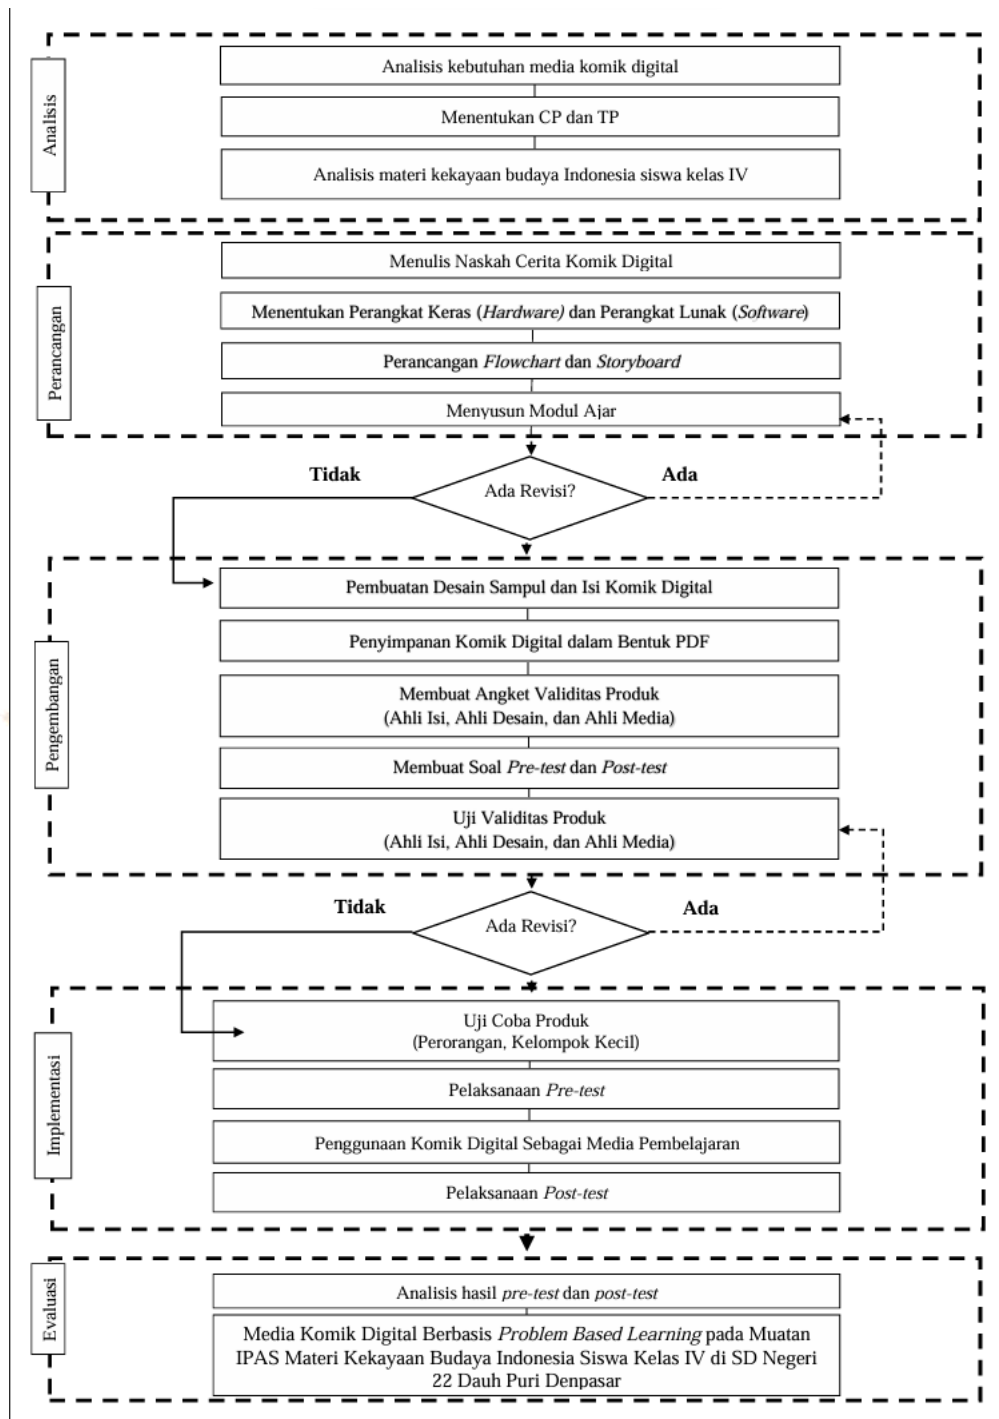 Analisis
Analisis kebutuhan media komik digital
Menentukan CP dan TP
Analisis materi kekayaan budaya Indonesia siswa kelas IV
Perancangan
Menulis Naskah Cerita Komik Digital
Menentukan Perangkat Keras (Hardware) dan Perangkat Lunak (Software)
Perancangan Flowchart dan Storyboard
Menyusun Modul Ajar
Tidak
Ada Revisi?
Ada
Pengembangan
Pembuatan Desain Sampul dan Isi Komik Digital
Penyimpanan Komik Digital dalam Bentuk PDF
Membuat Angket Validitas Produk
(Ahli Isi, Ahli Desain, dan Ahli Media)
Membuat Soal Pre-test dan Post-test
Uji Validitas Produk
(Ahli Isi, Ahli Desain, dan Ahli Media)
Tidak
Ada Revisi?
Ada
Implementasi
Uji Coba Produk
(Perorangan, Kelompok Kecil)
Pelaksanaan Pre-test
Penggunaan Komik Digital Sebagai Media Pembelajaran
Pelaksanaan Post-test
Evaluasi
Analisis hasil pre-test dan post-test
Media Komik Digital Berbasis Problem Based Learning pada Muatan
IPAS Materi Kekayaan Budaya Indonesia Siswa Kelas IV di SD Negeri
22 Dauh Puri Denpasar